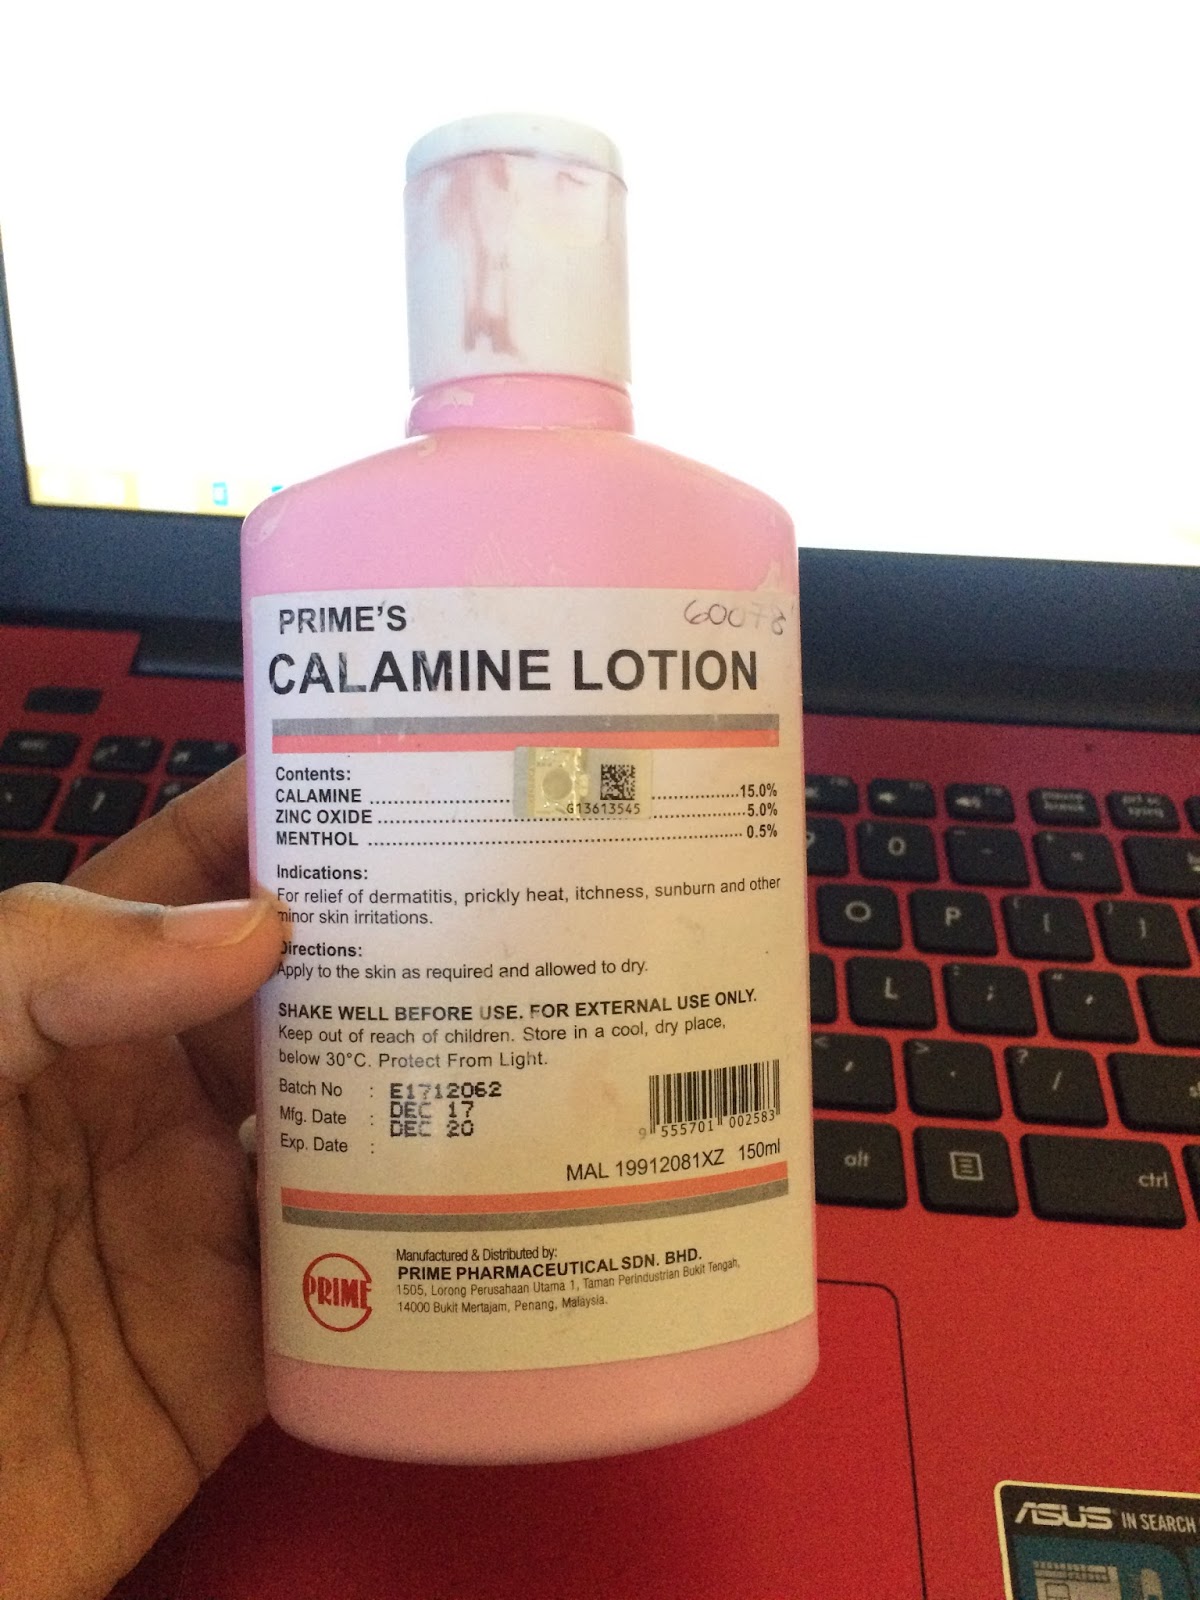 PRIME'S
60078
CALAMINE LOTION
Contents:
CALAMINE ..........................15.0%
ZINC OXIDE ..........................5.0%
MENTHOL ..........................0.5%
G13613545
Indications:
For relief of dermatitis, prickly heat, itchness, sunburn and other
minor skin irritations.
Directions:
Apply to the skin as required and allowed to dry.
SHAKE WELL BEFORE USE. FOR EXTERNAL USE ONLY.
Keep out of reach of children. Store in a cool, dry place,
below 30°C. Protect From Light.
Batch No : E1712062
Mfg. Date : DEC 17
Exp. Date : DEC 20
9 555701 002583
MAL 19912081XZ 150ml
PRIME
Manufactured & Distributed by:
PRIME PHARMACEUTICAL SDN. BHD.
1505, Lorong Perusahaan Utama 1, Taman Perindustrian Bukit Tengah,
14000 Bukit Mertajam, Penang, Malaysia.
O P { [ } ]
L : ; " '
< , > . ? /
alt ctrl
ASUS IN SEARCH